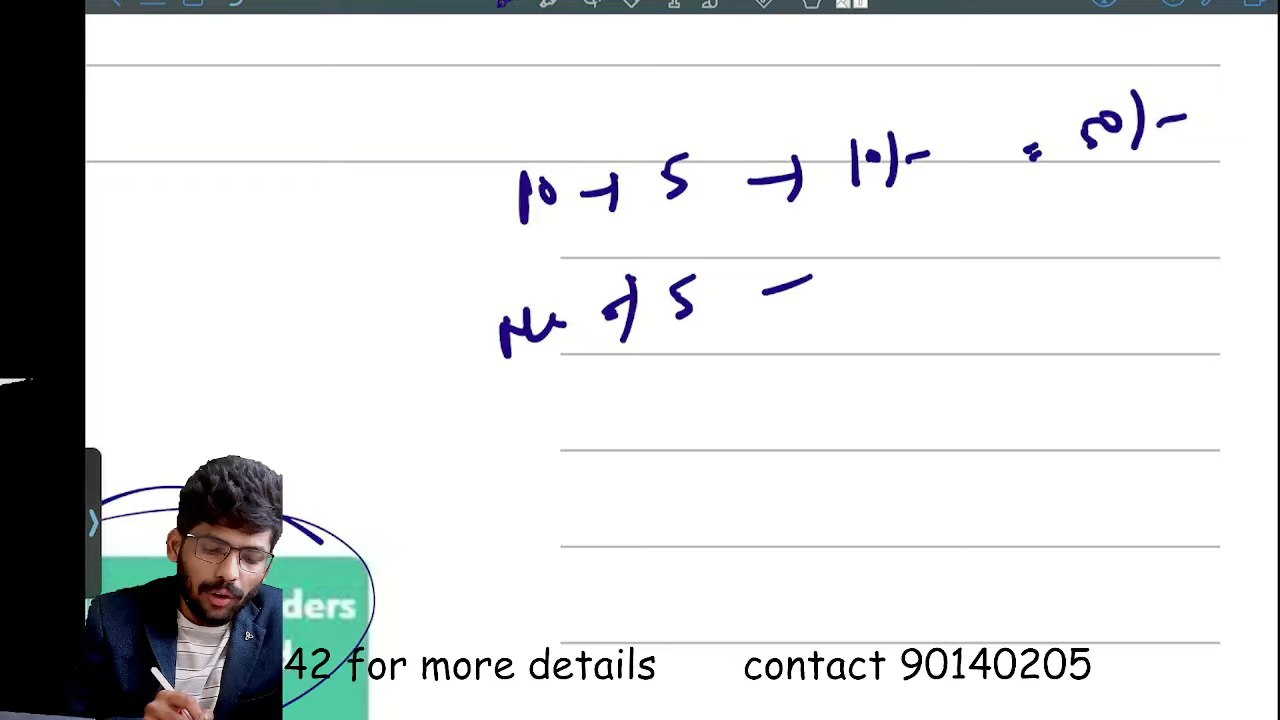 10 → 5 → 10/- = 50/-
→ 5 -
ders
42 for more details contact 90140205